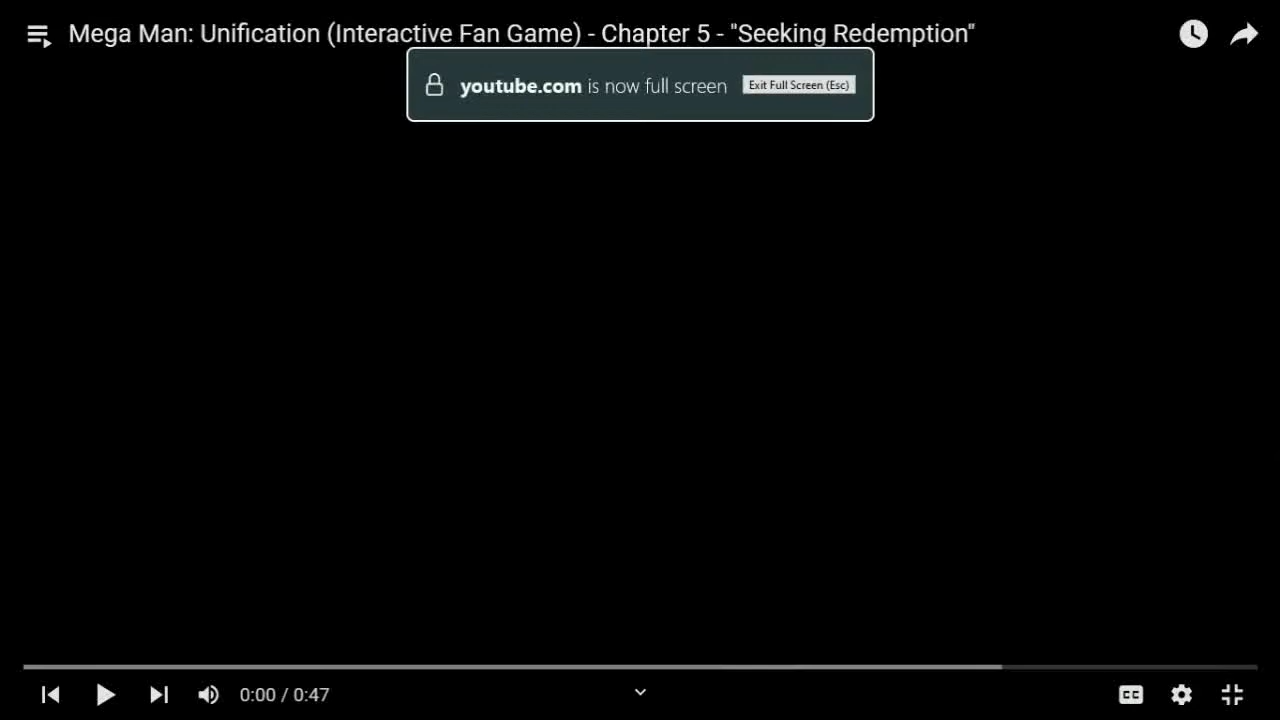 Mega Man: Unification (Interactive Fan Game) - Chapter 5 - "Seeking Redemption"
youtube.com is now full screen Exit Full Screen (Esc)
0:00 / 0:47 CC